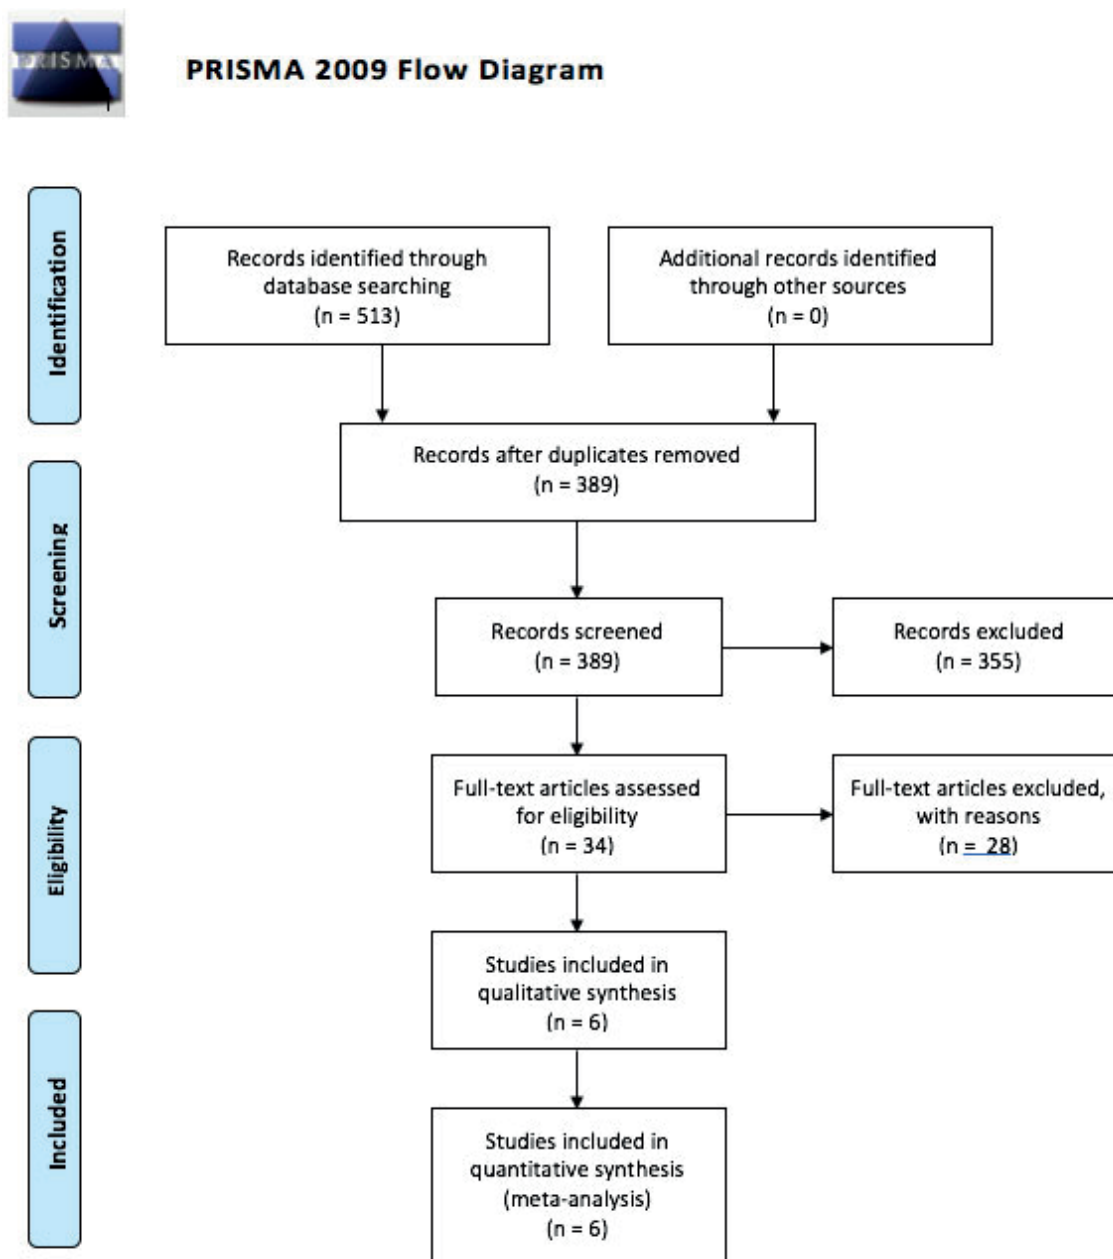 PRISMA
PRISMA 2009 Flow Diagram
Identification
Records identified through
database searching
(n = 513)
Additional records identified
through other sources
(n = 0)
Records after duplicates removed
(n = 389)
Screening
Records screened
(n = 389)
Records excluded
(n = 355)
Eligibility
Full-text articles assessed
for eligibility
(n = 34)
Full-text articles excluded,
with reasons
(n = 28)
Studies included in
qualitative synthesis
(n = 6)
Included
Studies included in
quantitative synthesis
(meta-analysis)
(n = 6)